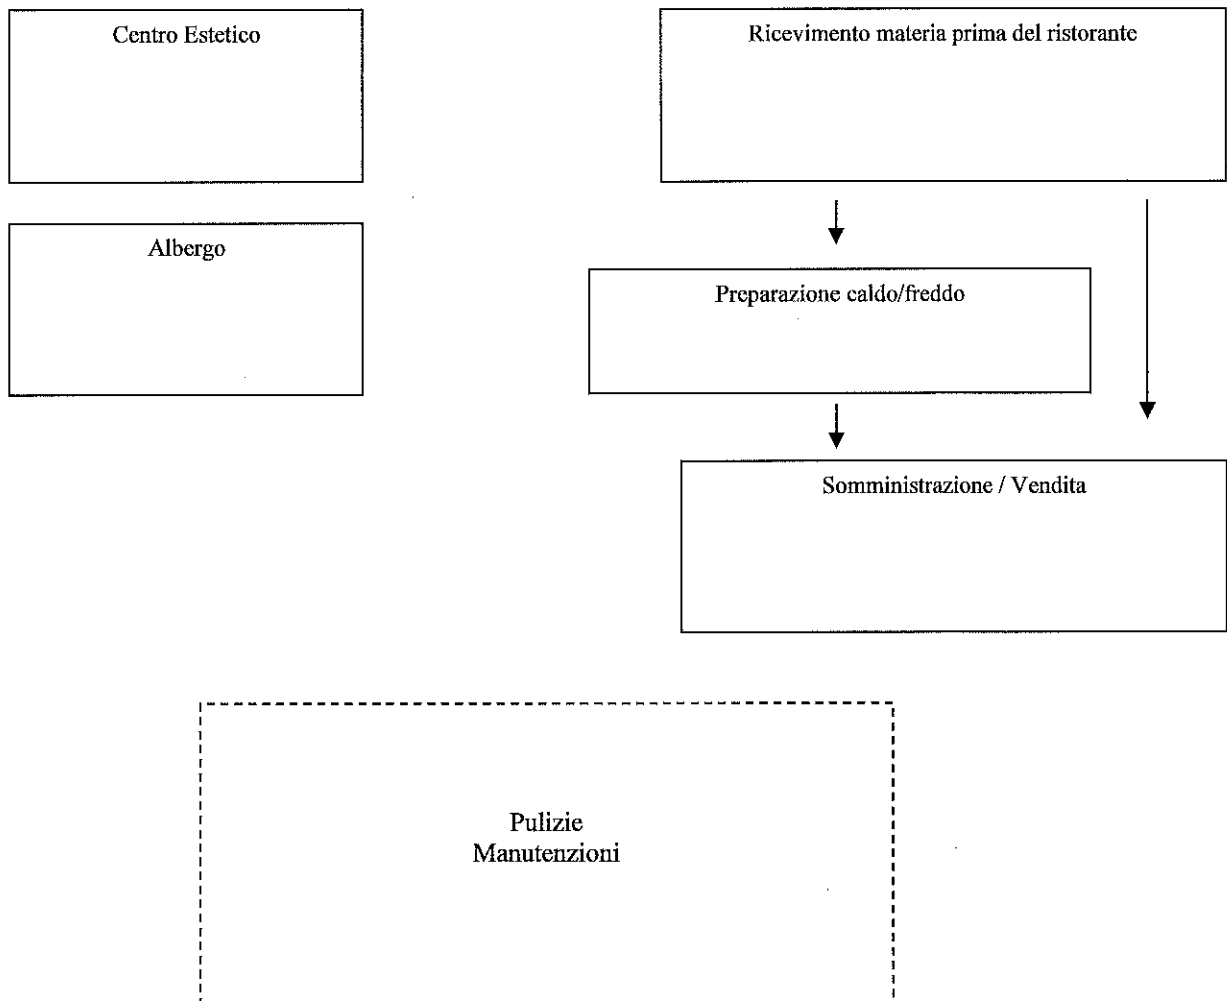 Centro Estetico
Ricevimento materia prima del ristorante
Albergo
Preparazione caldo/freddo
Somministrazione / Vendita
Pulizie
Manutenzioni